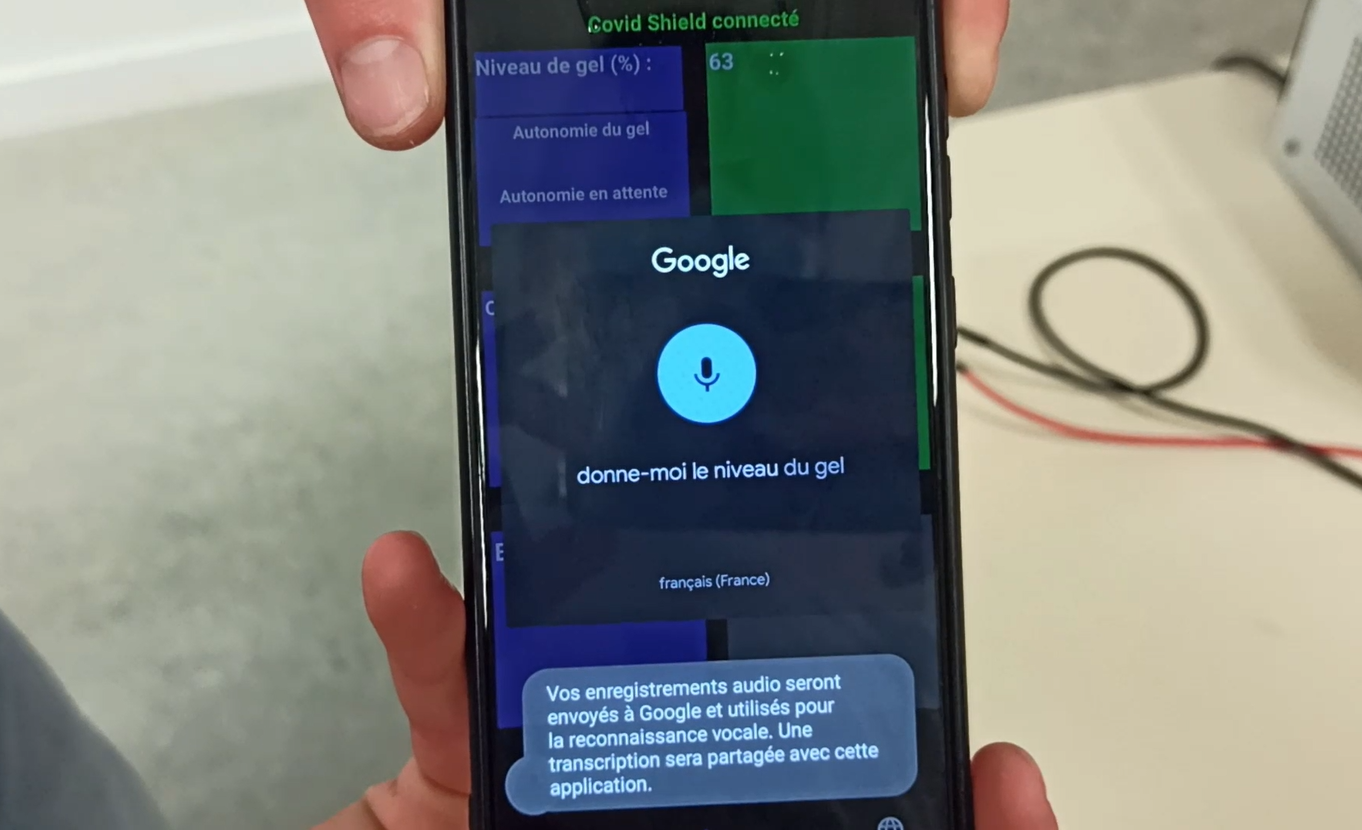 Covid Shield connecté
Niveau de gel (%) : 63
Autonomie du gel
Autonomie en attente
Google
donne-moi le niveau du gel
français (France)
Vos enregistrements audio seront
envoyés à Google et utilisés pour
la reconnaissance vocale. Une
transcription sera partagée avec cette
application.